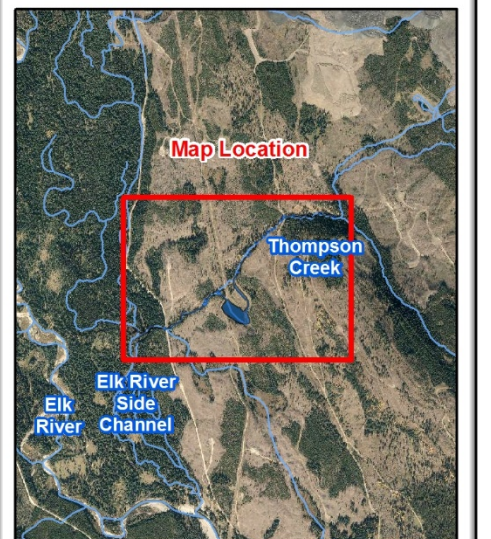 Map Location
Thompson
Creek
Elk River
Side
Channel
Elk
River